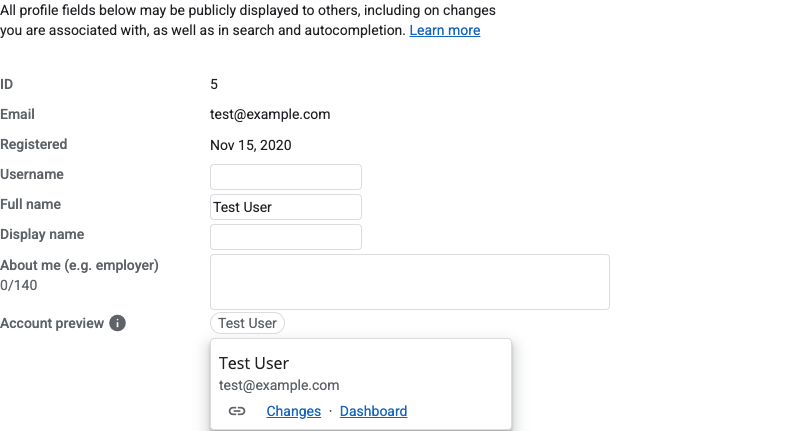 All profile fields below may be publicly displayed to others, including on changes
you are associated with, as well as in search and autocompletion. Learn more
ID 5
Email test@example.com
Registered Nov 15, 2020
Username
Full name Test User
Display name
About me (e.g. employer)
0/140
Account preview Test User
Test User
test@example.com
Changes · Dashboard